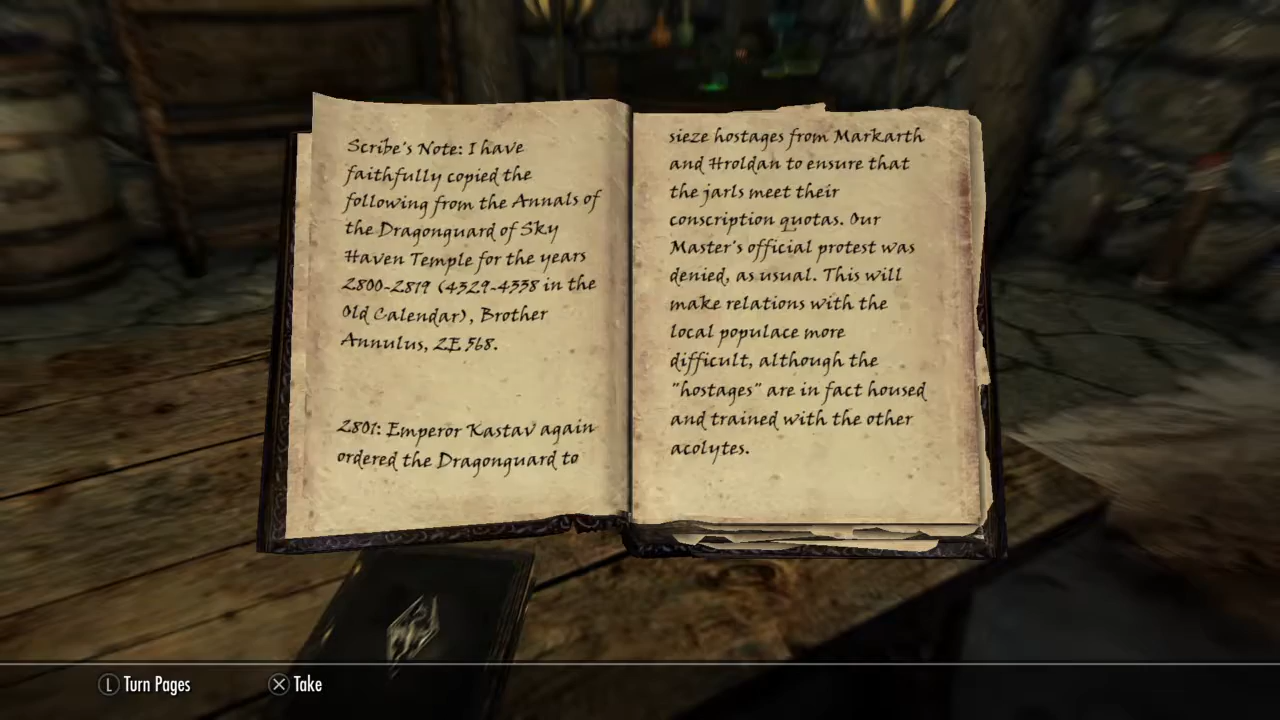 Scribe's Note: I have
faithfully copied the
following from the Annals of
the Dragonguard of Sky
Haven Temple for the years
2800-2819 (4329-4338 in the
Old Calendar), Brother
Annulus, 2E 568.
2801: Emperor Kastav again
ordered the Dragonguard to
sieze hostages from Markarth
and Hroldan to ensure that
the jarls meet their
conscription quotas. Our
Master's official protest was
denied, as usual. This will
make relations with the
local populace more
difficult, although the
"hostages" are in fact housed
and trained with the other
acolytes.
L Turn Pages
X Take